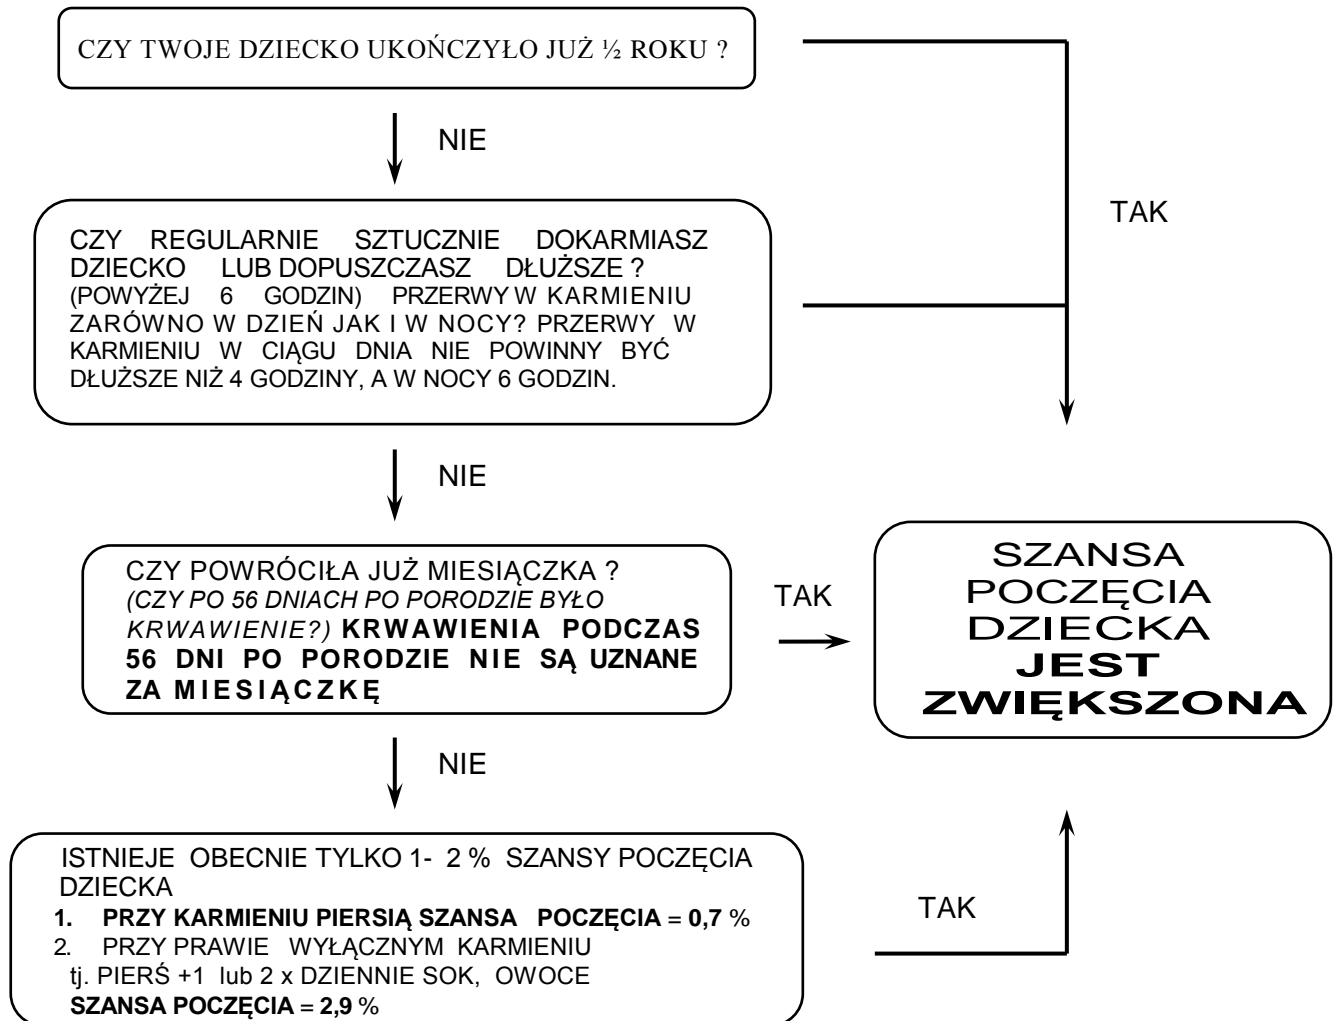 CZY TWOJE DZIECKO UKOŃCZYŁO JUŻ ½ ROKU ?
NIE
TAK
CZY REGULARNIE SZTUCZNIE DOKARMIASZ
DZIECKO LUB DOPUSZCZASZ DŁUŻSZE ?
(POWYŻEJ 6 GODZIN) PRZERWY W KARMIENIU
ZARÓWNO W DZIEŃ JAK I W NOCY? PRZERWY W
KARMIENIU W CIĄGU DNIA NIE POWINNY BYĆ
DŁUŻSZE NIŻ 4 GODZINY, A W NOCY 6 GODZIN.
NIE
CZY POWRÓCIŁA JUŻ MIESIĄCZKA ?
(CZY PO 56 DNIACH PO PORODZIE BYŁO
KRWAWIENIE?) KRWAWIENIA PODCZAS
56 DNI PO PORODZIE NIE SĄ UZNANE
ZA MIESIĄCZKĘ
TAK
SZANSA
POCZĘCIA
DZIECKA
JEST
ZWIĘKSZONA
NIE
ISTNIEJE OBECNIE TYLKO 1- 2 % SZANSY POCZĘCIA
DZIECKA
1. PRZY KARMIENIU PIERSIĄ SZANSA POCZĘCIA = 0,7 %
2. PRZY PRAWIE WYŁĄCZNYM KARMIENIU
tj. PIERŚ +1 lub 2 x DZIENNIE SOK, OWOCE
SZANSA POCZĘCIA = 2,9 %
TAK